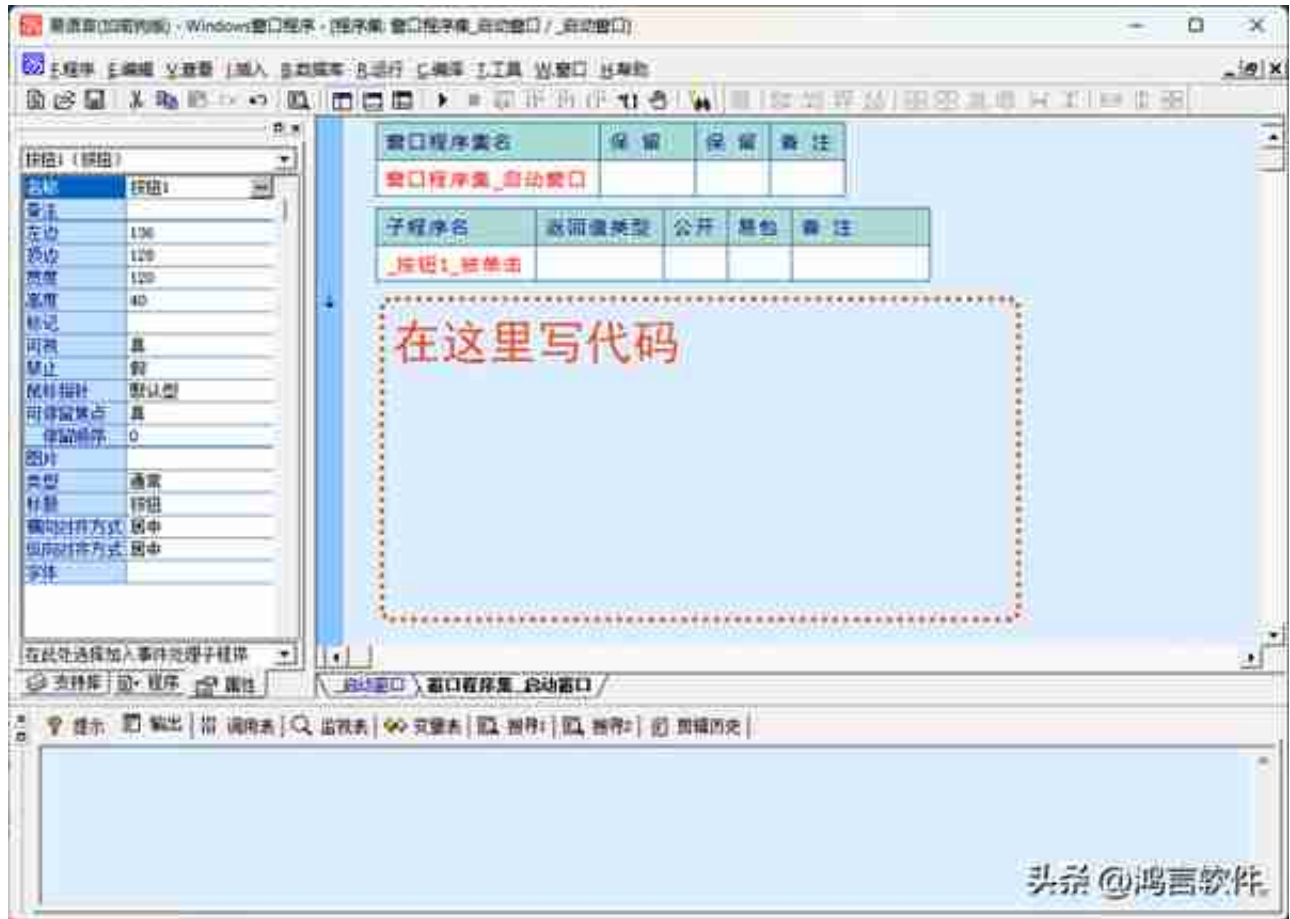 易语言(加密狗版) - Windows窗口程序 - [程序集: 窗口程序集_启动窗口 / _启动窗口]
F.程序 E.编辑 V.查看 I.插入 B.数据库 R.运行 C.编译 T.工具 W.窗口 H.帮助
按钮1（按钮）
名称 按钮1
备注
左边 136
顶边 120
宽度 120
高度 40
标记
可视 真
禁止 假
鼠标指针 默认型
可停留焦点 真
停留顺序 0
图片
类型 通常
标题 按钮
横向对齐方式 居中
纵向对齐方式 居中
字体
在此处选择加入事件处理子程序
支持库 程序 属性
窗口程序集名 保 留 保 留 备 注
窗口程序集_启动窗口
子程序名 返回值类型 公开 易包 备 注
_按钮1_被单击
在这里写代码
_启动窗口 窗口程序集_启动窗口
提示 输出 调用表 监视表 变量表 搜寻1 搜寻2 剪辑历史
头条 @鸿言软件